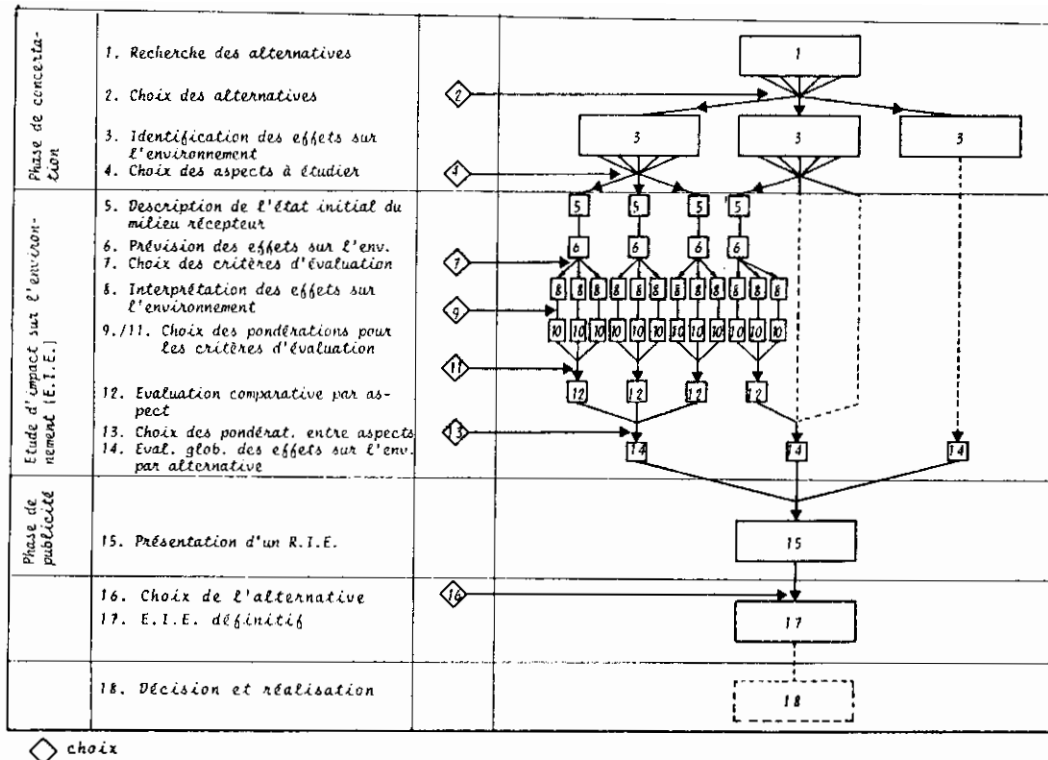 Phase de concerta-
tion
1. Recherche des alternatives
2. Choix des alternatives
3. Identification des effets sur
l'environnement
4. Choix des aspects à étudier
2
4
1
3 3 3
Etude d'impact sur l'environ-
nement (E.I.E.)
5. Description de l'état initial du
milieu récepteur
6. Prévision des effets sur l'env.
7. Choix des critères d'évaluation
8. Interprétation des effets sur
l'environnement
9./11. Choix des pondérations pour
les critères d'évaluation
12. Evaluation comparative par as-
pect
13. Choix des pondérat. entre aspects
14. Eval. glob. des effets sur l'env.
par alternative
7
9
11
13
5 5 5 5
6 6 6 6
8 8 8 8 8 8 8 8 8 8 8 8
10 10 10 10 10 10 10 10 10 10 10 10
12 12 12 12
14 14 14
Phase de
publicité
15. Présentation d'un R.I.E.
15
16. Choix de l'alternative
17. E.I.E. définitif
16
17
18. Décision et réalisation
18
choix